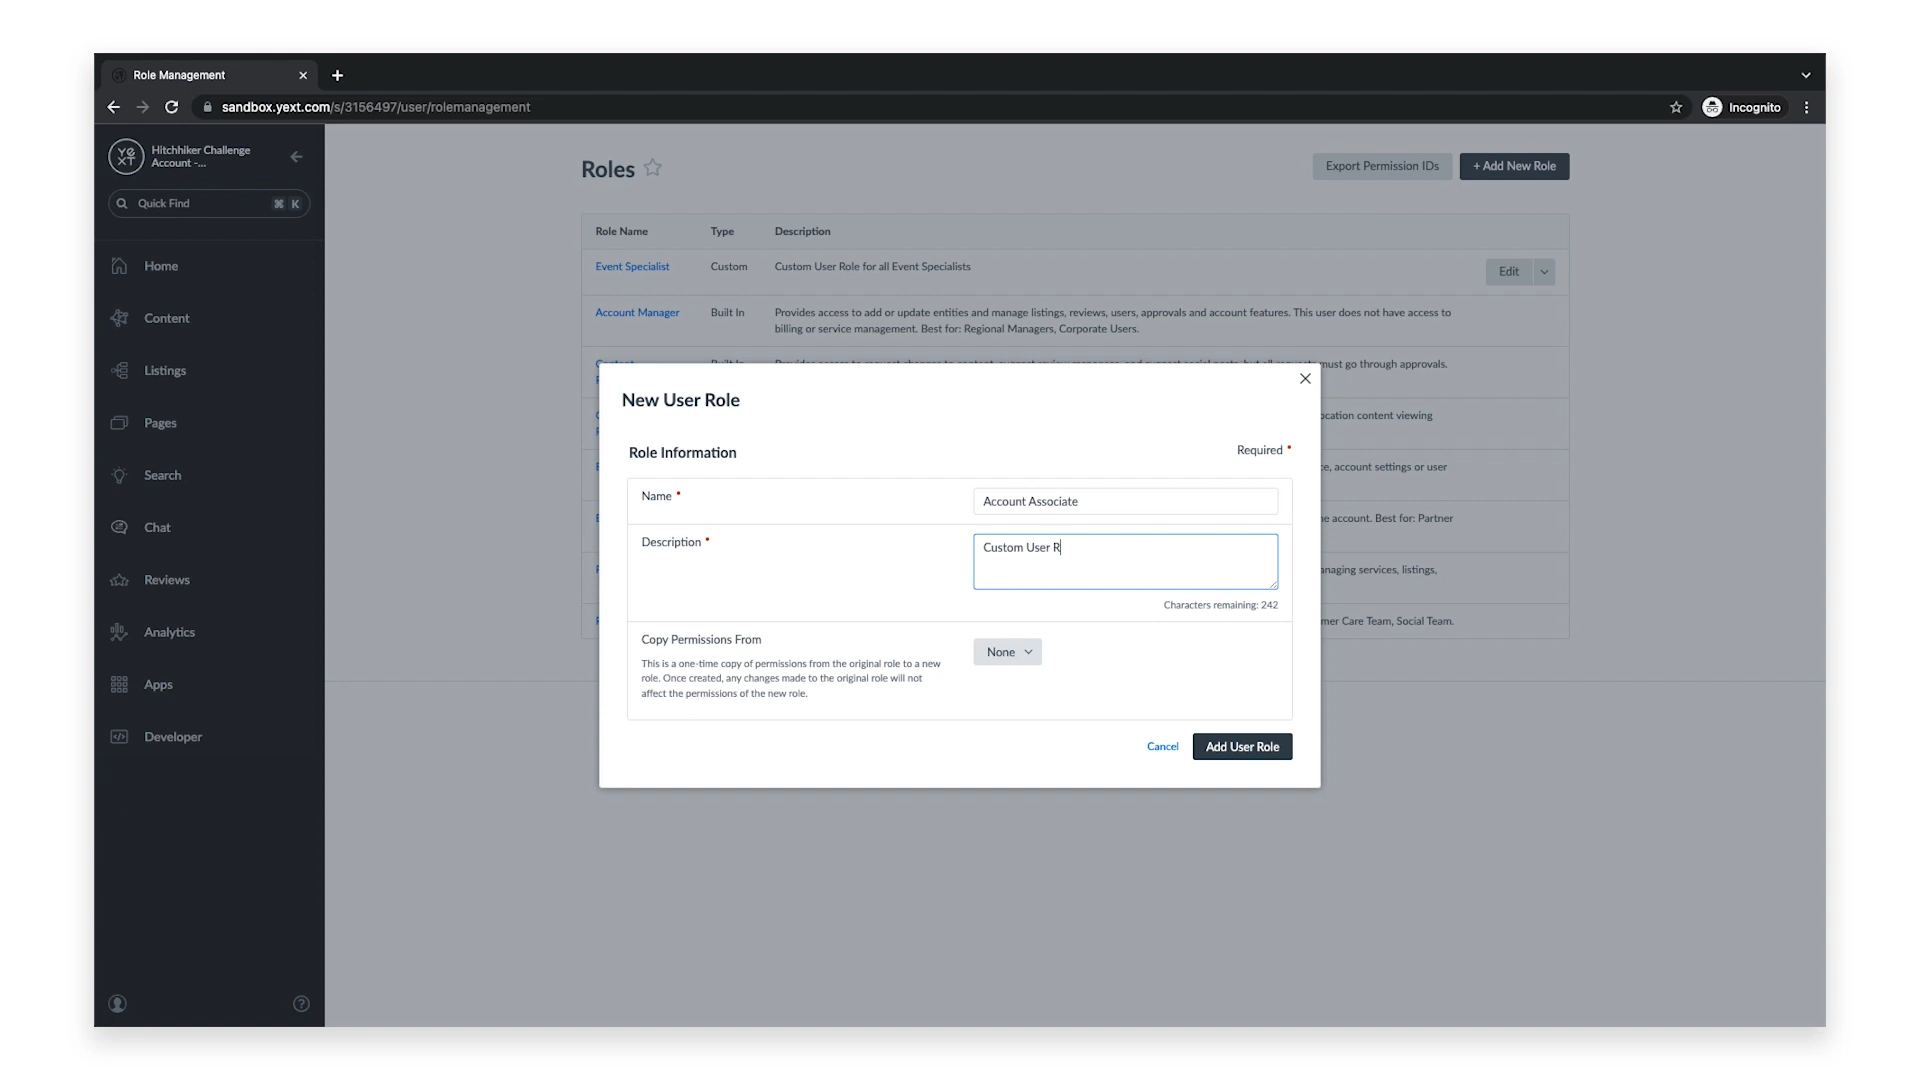 Role Management
sandbox.yext.com/s/3156497/user/rolemanagement
Incognito
YEXT
Hitchhiker Challenge
Account -...
Quick Find
⌘ K
Home
Content
Listings
Pages
Search
Chat
Reviews
Analytics
Apps
Developer
Roles
Export Permission IDs
+ Add New Role
Role Name Type Description
Event Specialist Custom Custom User Role for all Event Specialists
Edit
Account Manager Built In Provides access to add or update entities and manage listings, reviews, users, approvals and account features. This user does not have access to
billing or service management. Best for: Regional Managers, Corporate Users.
must go through approvals.
ocation content viewing
ce, account settings or user
ne account. Best for: Partner
anaging services, listings,
mer Care Team, Social Team.
New User Role
Role Information
Required *
Name *
Account Associate
Description *
Custom User R
Characters remaining: 242
Copy Permissions From
This is a one-time copy of permissions from the original role to a new
role. Once created, any changes made to the original role will not
affect the permissions of the new role.
None
Cancel
Add User Role